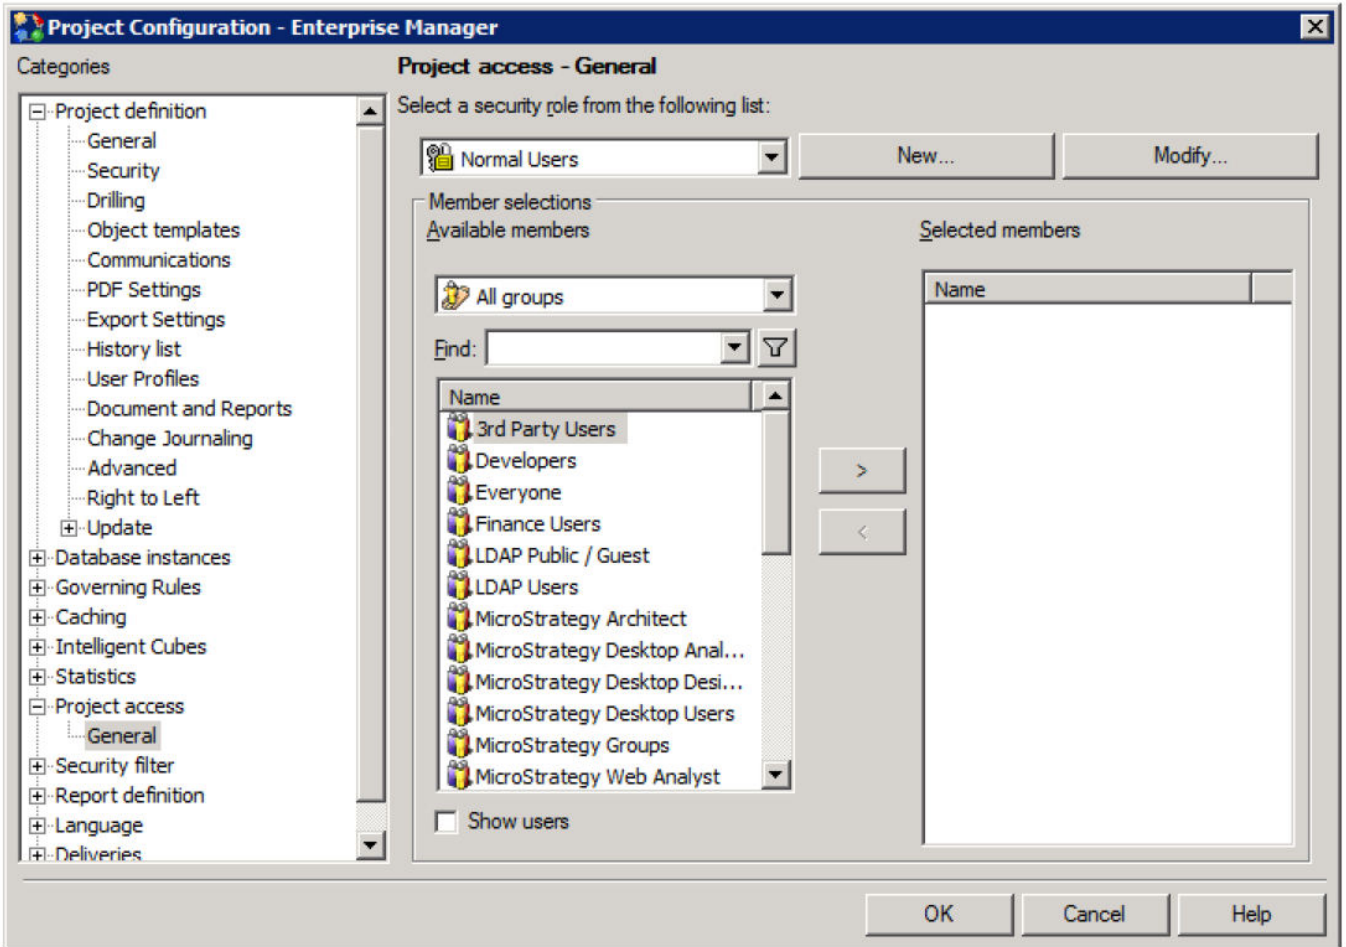 Project Configuration - Enterprise Manager
Categories
Project definition
General
Security
Drilling
Object templates
Communications
PDF Settings
Export Settings
History list
User Profiles
Document and Reports
Change Journaling
Advanced
Right to Left
Update
Database instances
Governing Rules
Caching
Intelligent Cubes
Statistics
Project access
General
Security filter
Report definition
Language
Deliveries
Project access - General
Select a security role from the following list:
Normal Users
New...
Modify...
Member selections
Available members
All groups
Find:
Name
3rd Party Users
Developers
Everyone
Finance Users
LDAP Public / Guest
LDAP Users
MicroStrategy Architect
MicroStrategy Desktop Anal...
MicroStrategy Desktop Desi...
MicroStrategy Desktop Users
MicroStrategy Groups
MicroStrategy Web Analyst
Show users
>
<
Selected members
Name
OK
Cancel
Help